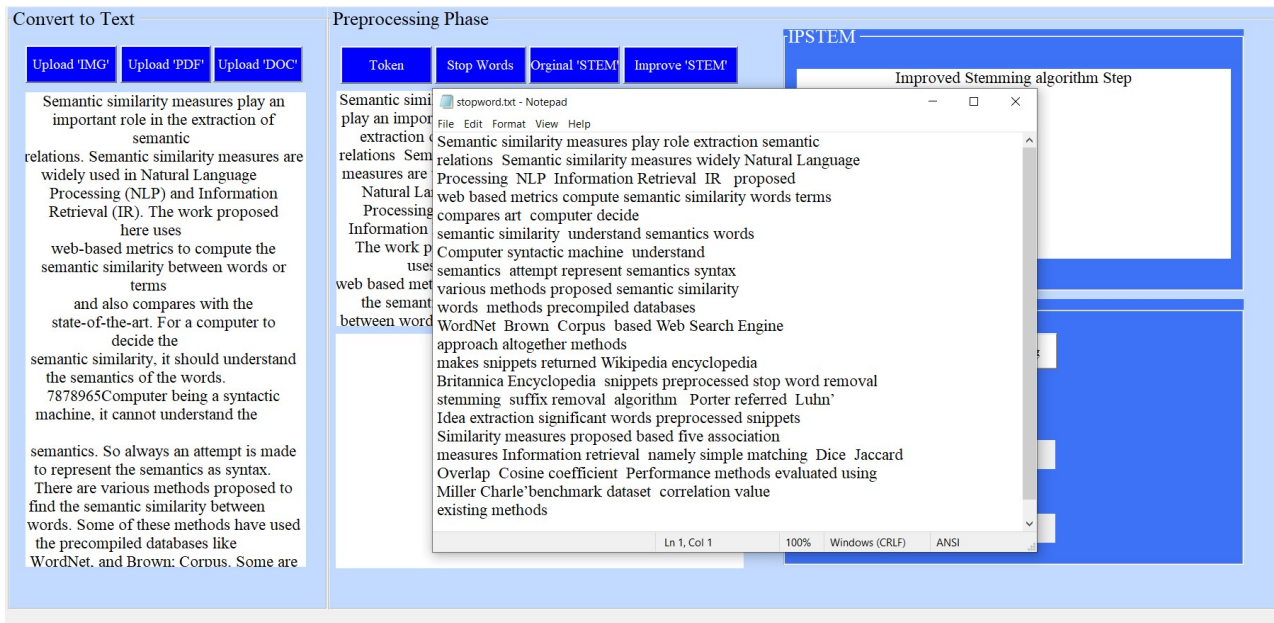 Convert to Text
Upload 'IMG' Upload 'PDF' Upload 'DOC'
Semantic similarity measures play an
important role in the extraction of
semantic
relations. Semantic similarity measures are
widely used in Natural Language
Processing (NLP) and Information
Retrieval (IR). The work proposed
here uses
web-based metrics to compute the
semantic similarity between words or
terms
and also compares with the
state-of-the-art. For a computer to
decide the
semantic similarity, it should understand
the semantics of the words.
7878965Computer being a syntactic
machine, it cannot understand the
semantics. So always an attempt is made
to represent the semantics as syntax.
There are various methods proposed to
find the semantic similarity between
words. Some of these methods have used
the precompiled databases like
WordNet, and Brown; Corpus. Some are
Preprocessing Phase
Token Stop Words Orginal 'STEM' Improve 'STEM'
Semantic simi
play an impor
extraction
relations Sem
measures are
Natural La
Processing
Information
The work p
uses
web based met
the semant
between word
stopword.txt - Notepad
File Edit Format View Help
Semantic similarity measures play role extraction semantic
relations Semantic similarity measures widely Natural Language
Processing NLP Information Retrieval IR proposed
web based metrics compute semantic similarity words terms
compares art computer decide
semantic similarity understand semantics words
Computer syntactic machine understand
semantics attempt represent semantics syntax
various methods proposed semantic similarity
words methods precompiled databases
WordNet Brown Corpus based Web Search Engine
approach altogether methods
makes snippets returned Wikipedia encyclopedia
Britannica Encyclopedia snippets preprocessed stop word removal
stemming suffix removal algorithm Porter referred Luhn’
Idea extraction significant words preprocessed snippets
Similarity measures proposed based five association
measures Information retrieval namely simple matching Dice Jaccard
Overlap Cosine coefficient Performance methods evaluated using
Miller Charle’benchmark dataset correlation value
existing methods
Ln 1, Col 1 100% Windows (CRLF) ANSI
IPSTEM
Improved Stemming algorithm Step